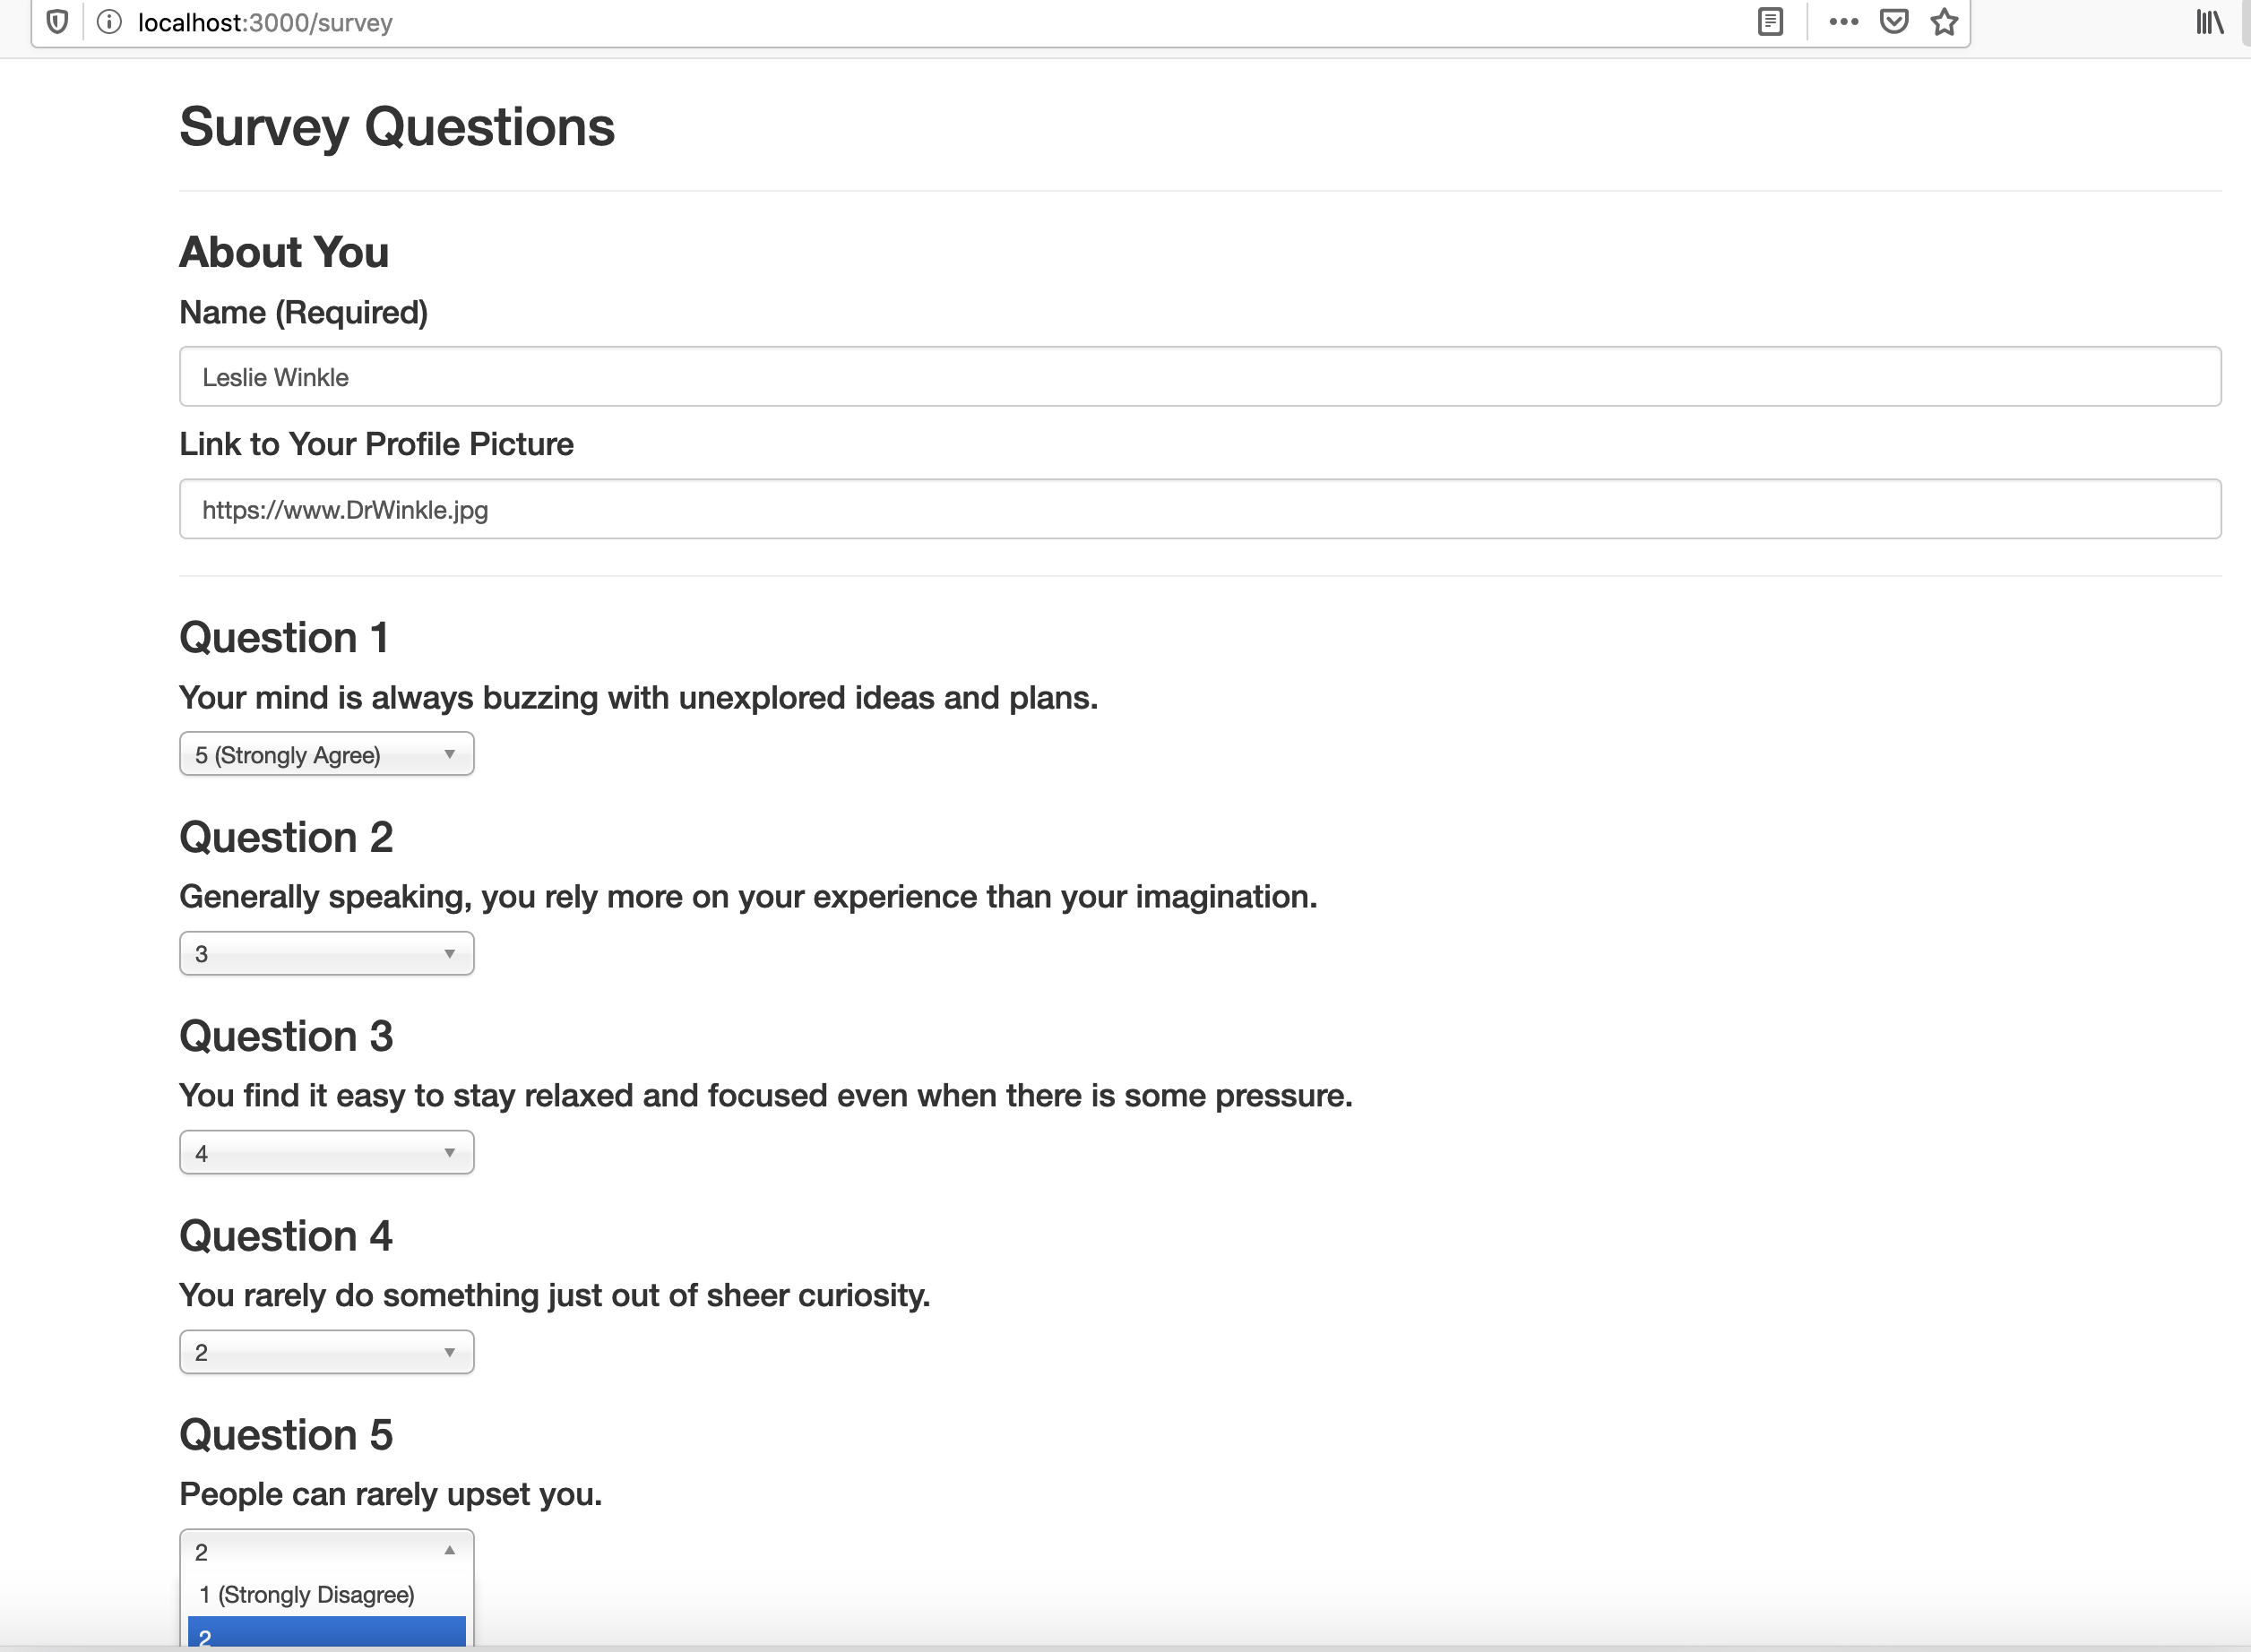 localhost:3000/survey
Survey Questions
About You
Name (Required)
Leslie Winkle
Link to Your Profile Picture
https://www.DrWinkle.jpg
Question 1
Your mind is always buzzing with unexplored ideas and plans.
5 (Strongly Agree)
Question 2
Generally speaking, you rely more on your experience than your imagination.
3
Question 3
You find it easy to stay relaxed and focused even when there is some pressure.
4
Question 4
You rarely do something just out of sheer curiosity.
2
Question 5
People can rarely upset you.
2
1 (Strongly Disagree)
2